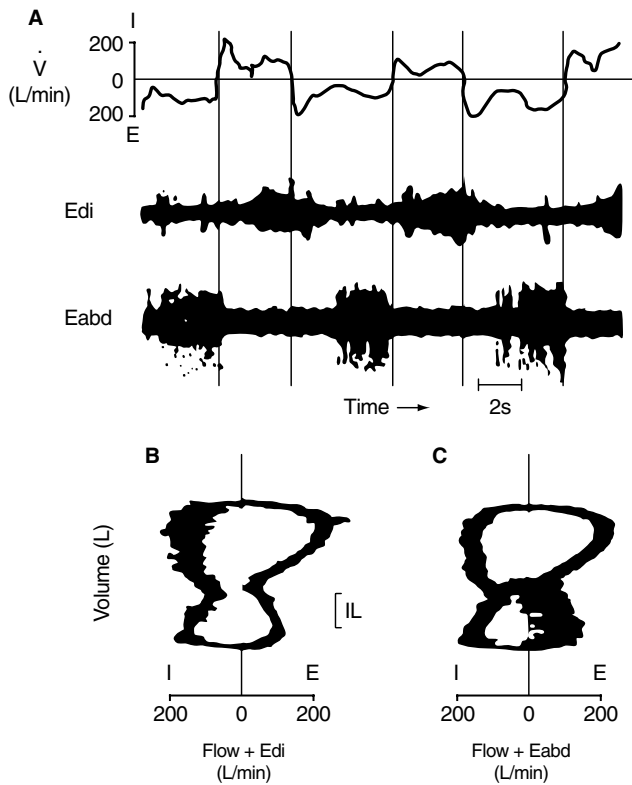 A
I
V̇
(L/min)
200
0
200
E
Edi
Eabd
Time →
2s
B
C
Volume (L)
IL
I E
200 0 200
Flow + Edi
(L/min)
I E
200 0 200
Flow + Eabd
(L/min)